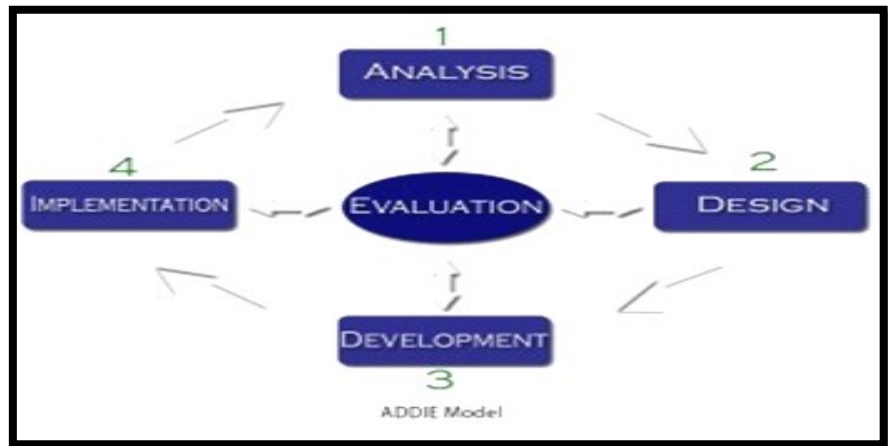 1
ANALYSIS
4
2
IMPLEMENTATION
EVALUATION
DESIGN
DEVELOPMENT
3
ADDIE Model